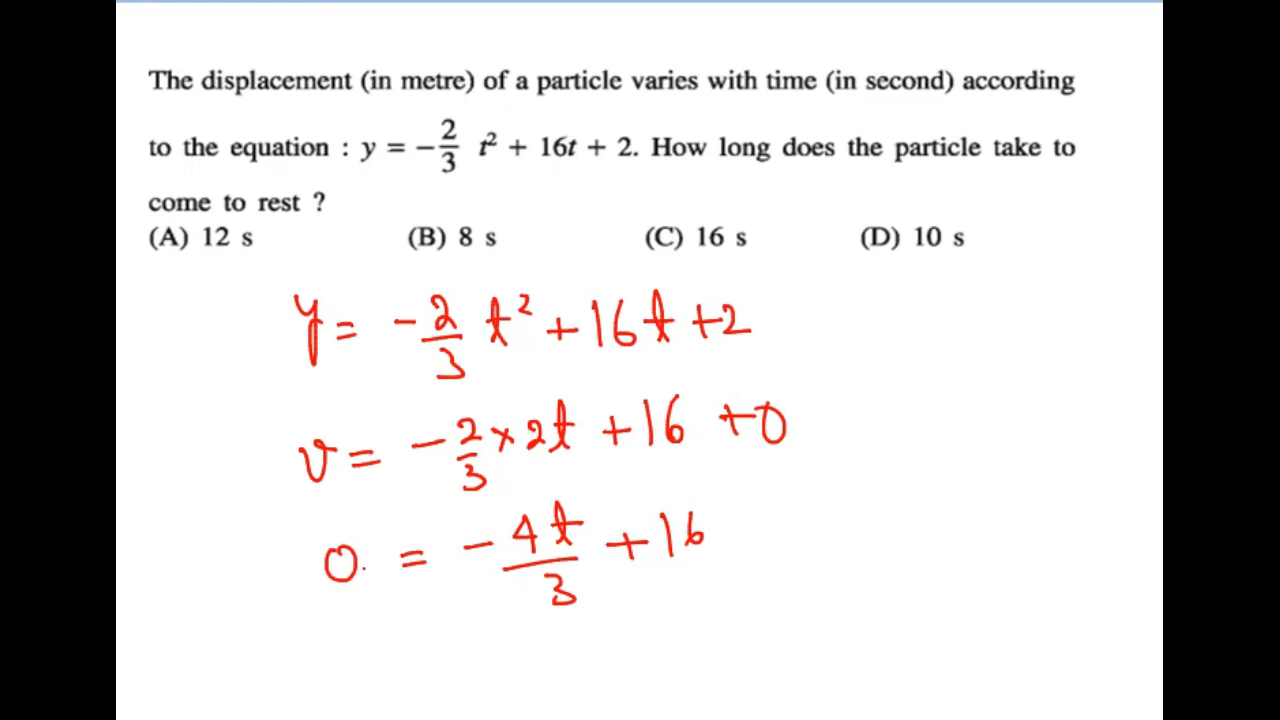 The displacement (in metre) of a particle varies with time (in second) according
to the equation : y = -2/3 t² + 16t + 2. How long does the particle take to
come to rest ?
(A) 12 s (B) 8 s (C) 16 s (D) 10 s
y = -2/3 t² + 16t + 2
v = -2/3 × 2t + 16 + 0
0 = -4t/3 + 16